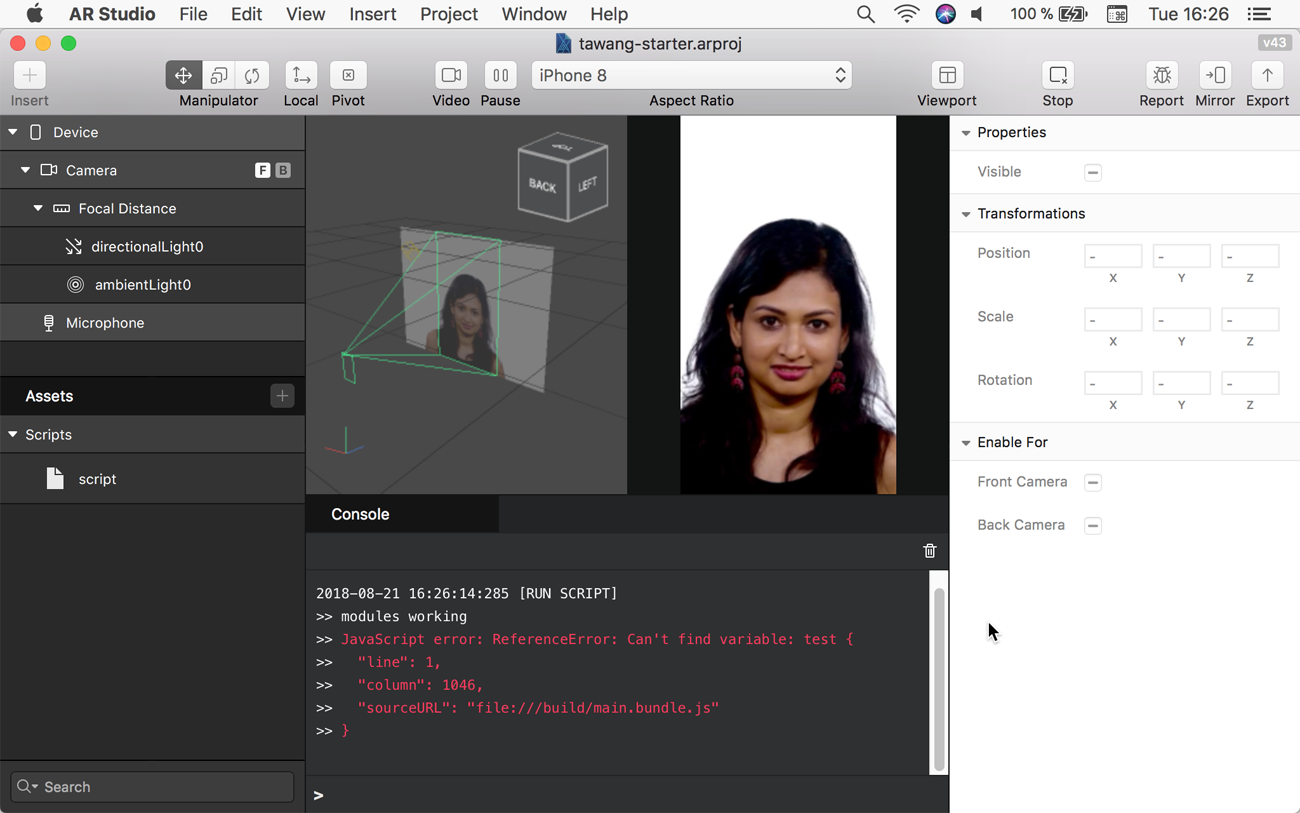 AR Studio File Edit View Insert Project Window Help 100 % Tue 16:26
tawang-starter.arproj v43
iPhone 8
Insert Manipulator Local Pivot Video Pause Aspect Ratio Viewport Stop Report Mirror Export
Device
Camera F B
Focal Distance
directionalLight0
ambientLight0
Microphone
Assets
Scripts
script
Search
TOP
BACK LEFT
Console
2018-08-21 16:26:14:285 [RUN SCRIPT]
>> modules working
>> JavaScript error: ReferenceError: Can't find variable: test {
>> "line": 1,
>> "column": 1046,
>> "sourceURL": "file:///build/main.bundle.js"
>> }
>
Properties
Visible
Transformations
Position - - -
X Y Z
Scale - - -
X Y Z
Rotation - - -
X Y Z
Enable For
Front Camera
Back Camera